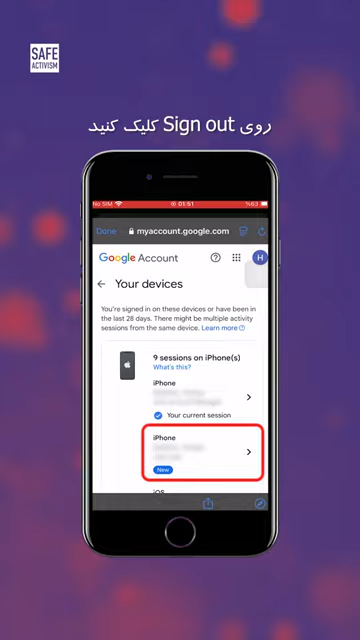 SAFE
ACTIVISM
روی Sign out کلیک کنید
No SIM 01:51 %63
Done myaccount.google.com
Google Account H
Your devices
You're signed in on these devices or have been in
the last 28 days. There might be multiple activity
sessions from the same device. Learn more
9 sessions on iPhone(s)
What's this?
iPhone
Your current session
iPhone
New
iOS